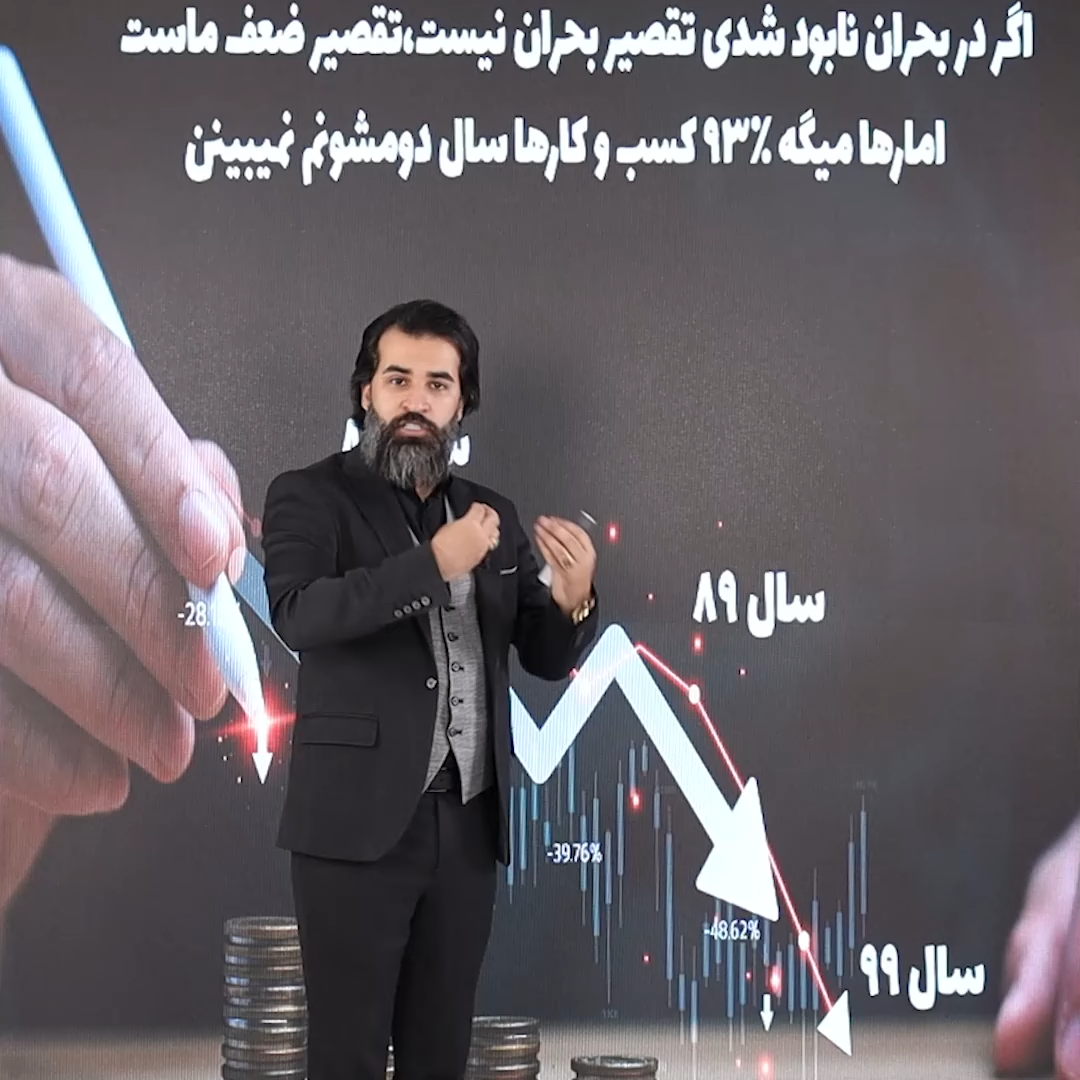 اگر در بحران نابود شدی تقصیر بحران نیست،تقصیر ضعف ماست
امارها میگه ۹۳٪ کسب و کارها سال دومشونم نمیبینن
سال ۸۹
-39.76%
-48.62%
سال ۹۹